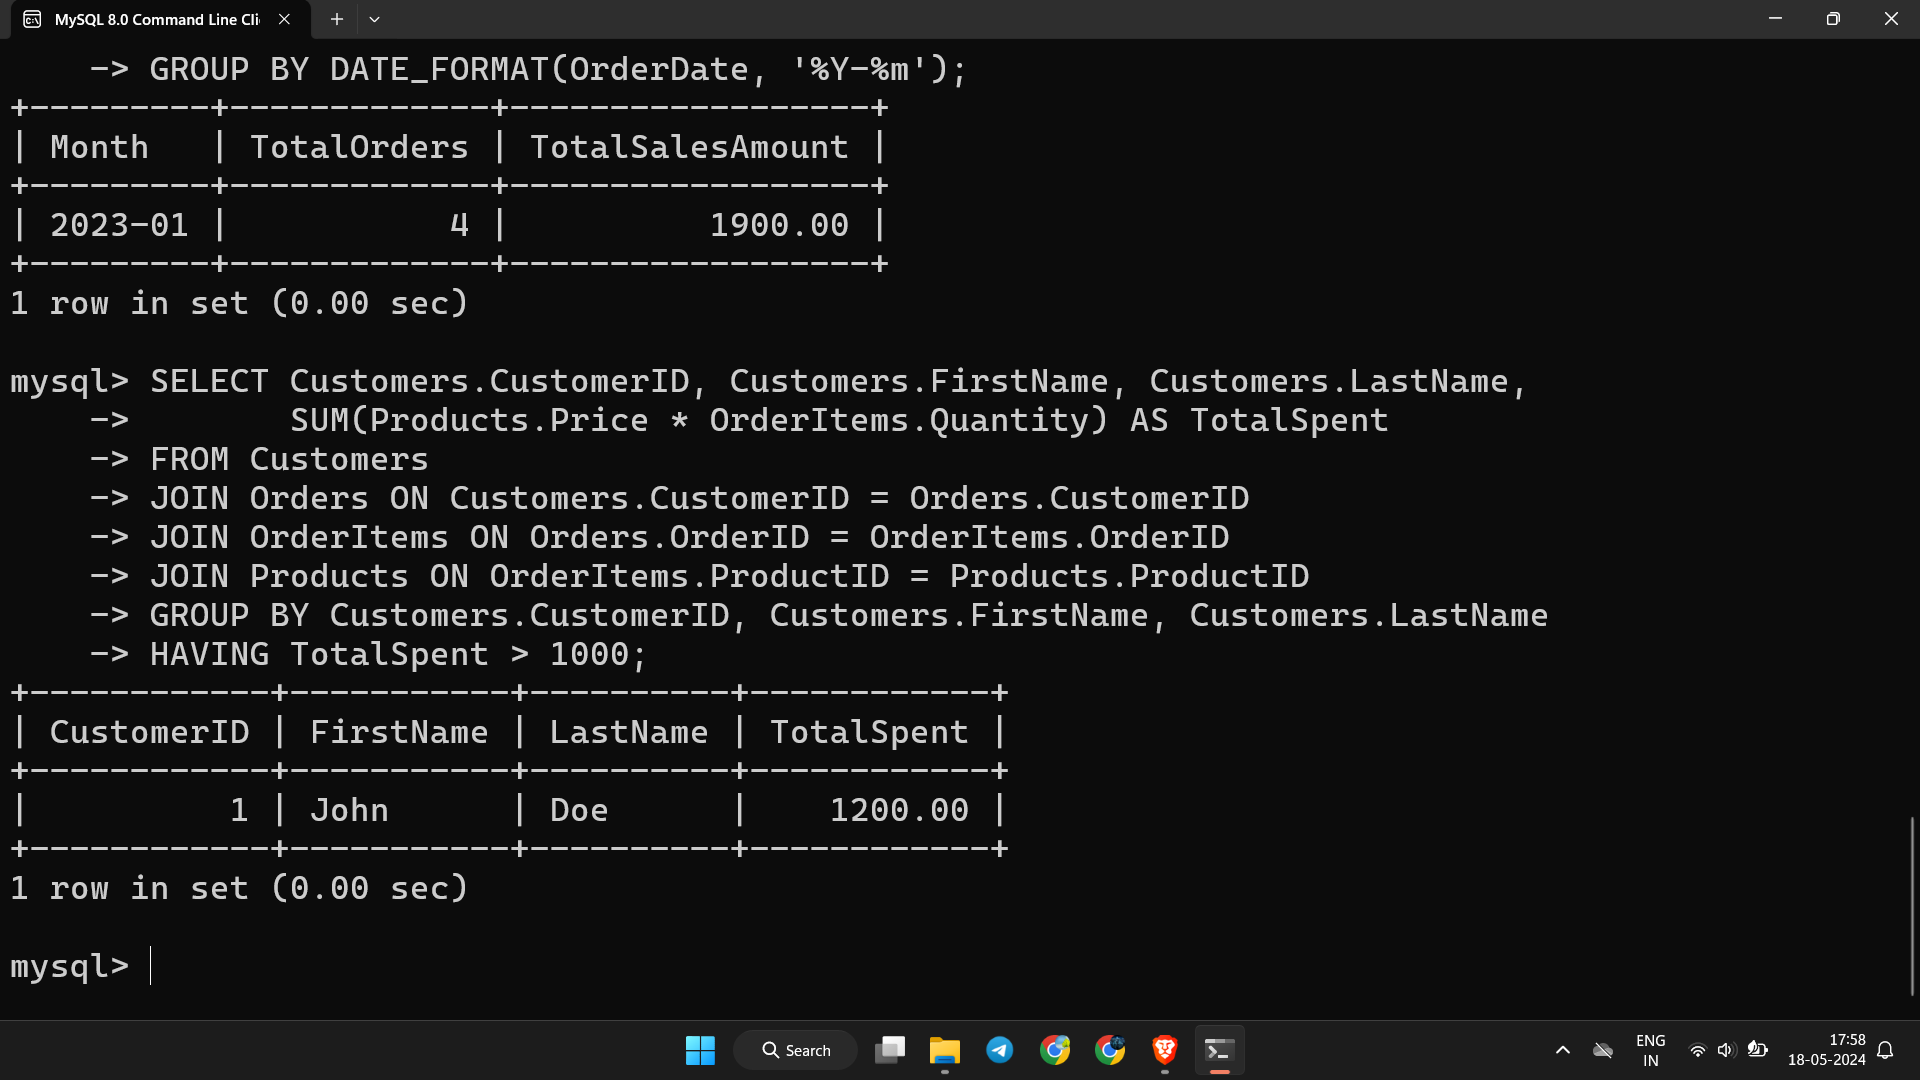 MySQL 8.0 Command Line Cli
    -> GROUP BY DATE_FORMAT(OrderDate, '%Y-%m');
+---------+-------------+------------------+
| Month   | TotalOrders | TotalSalesAmount |
+---------+-------------+------------------+
| 2023-01 |           4 |          1900.00 |
+---------+-------------+------------------+
1 row in set (0.00 sec)

mysql> SELECT Customers.CustomerID, Customers.FirstName, Customers.LastName,
    ->        SUM(Products.Price * OrderItems.Quantity) AS TotalSpent
    -> FROM Customers
    -> JOIN Orders ON Customers.CustomerID = Orders.CustomerID
    -> JOIN OrderItems ON Orders.OrderID = OrderItems.OrderID
    -> JOIN Products ON OrderItems.ProductID = Products.ProductID
    -> GROUP BY Customers.CustomerID, Customers.FirstName, Customers.LastName
    -> HAVING TotalSpent > 1000;
+------------+-----------+----------+------------+
| CustomerID | FirstName | LastName | TotalSpent |
+------------+-----------+----------+------------+
|          1 | John      | Doe      |    1200.00 |
+------------+-----------+----------+------------+
1 row in set (0.00 sec)

mysql>
Search
ENG
IN
17:58
18-05-2024